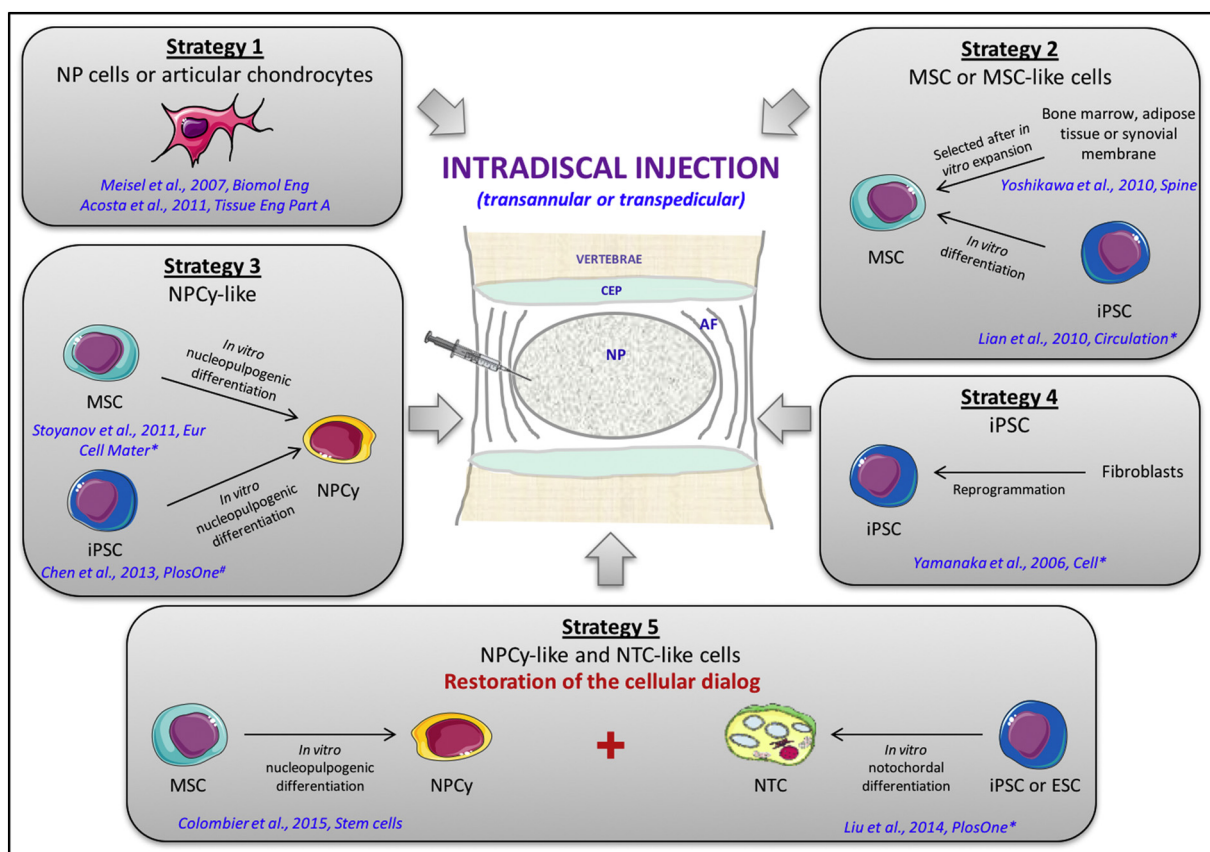 Strategy 1
NP cells or articular chondrocytes
Meisel et al., 2007, Biomol Eng
Acosta et al., 2011, Tissue Eng Part A
Strategy 2
MSC or MSC-like cells
Bone marrow, adipose
tissue or synovial
membrane
Selected after in
vitro expansion
Yoshikawa et al., 2010, Spine
MSC
In vitro
differentiation
iPSC
Lian et al., 2010, Circulation*
INTRADISCAL INJECTION
(transannular or transpedicular)
VERTEBRAE
CEP
AF
NP
Strategy 3
NPCy-like
MSC
In vitro
nucleopulpogenic
differentiation
Stoyanov et al., 2011, Eur
Cell Mater*
NPCy
iPSC
In vitro
nucleopulpogenic
differentiation
Chen et al., 2013, PlosOne#
Strategy 4
iPSC
Fibroblasts
Reprogrammation
iPSC
Yamanaka et al., 2006, Cell*
Strategy 5
NPCy-like and NTC-like cells
Restoration of the cellular dialog
MSC
In vitro
nucleopulpogenic
differentiation
NPCy
+
NTC
In vitro
notochordal
differentiation
iPSC or ESC
Colombier et al., 2015, Stem cells
Liu et al., 2014, PlosOne*